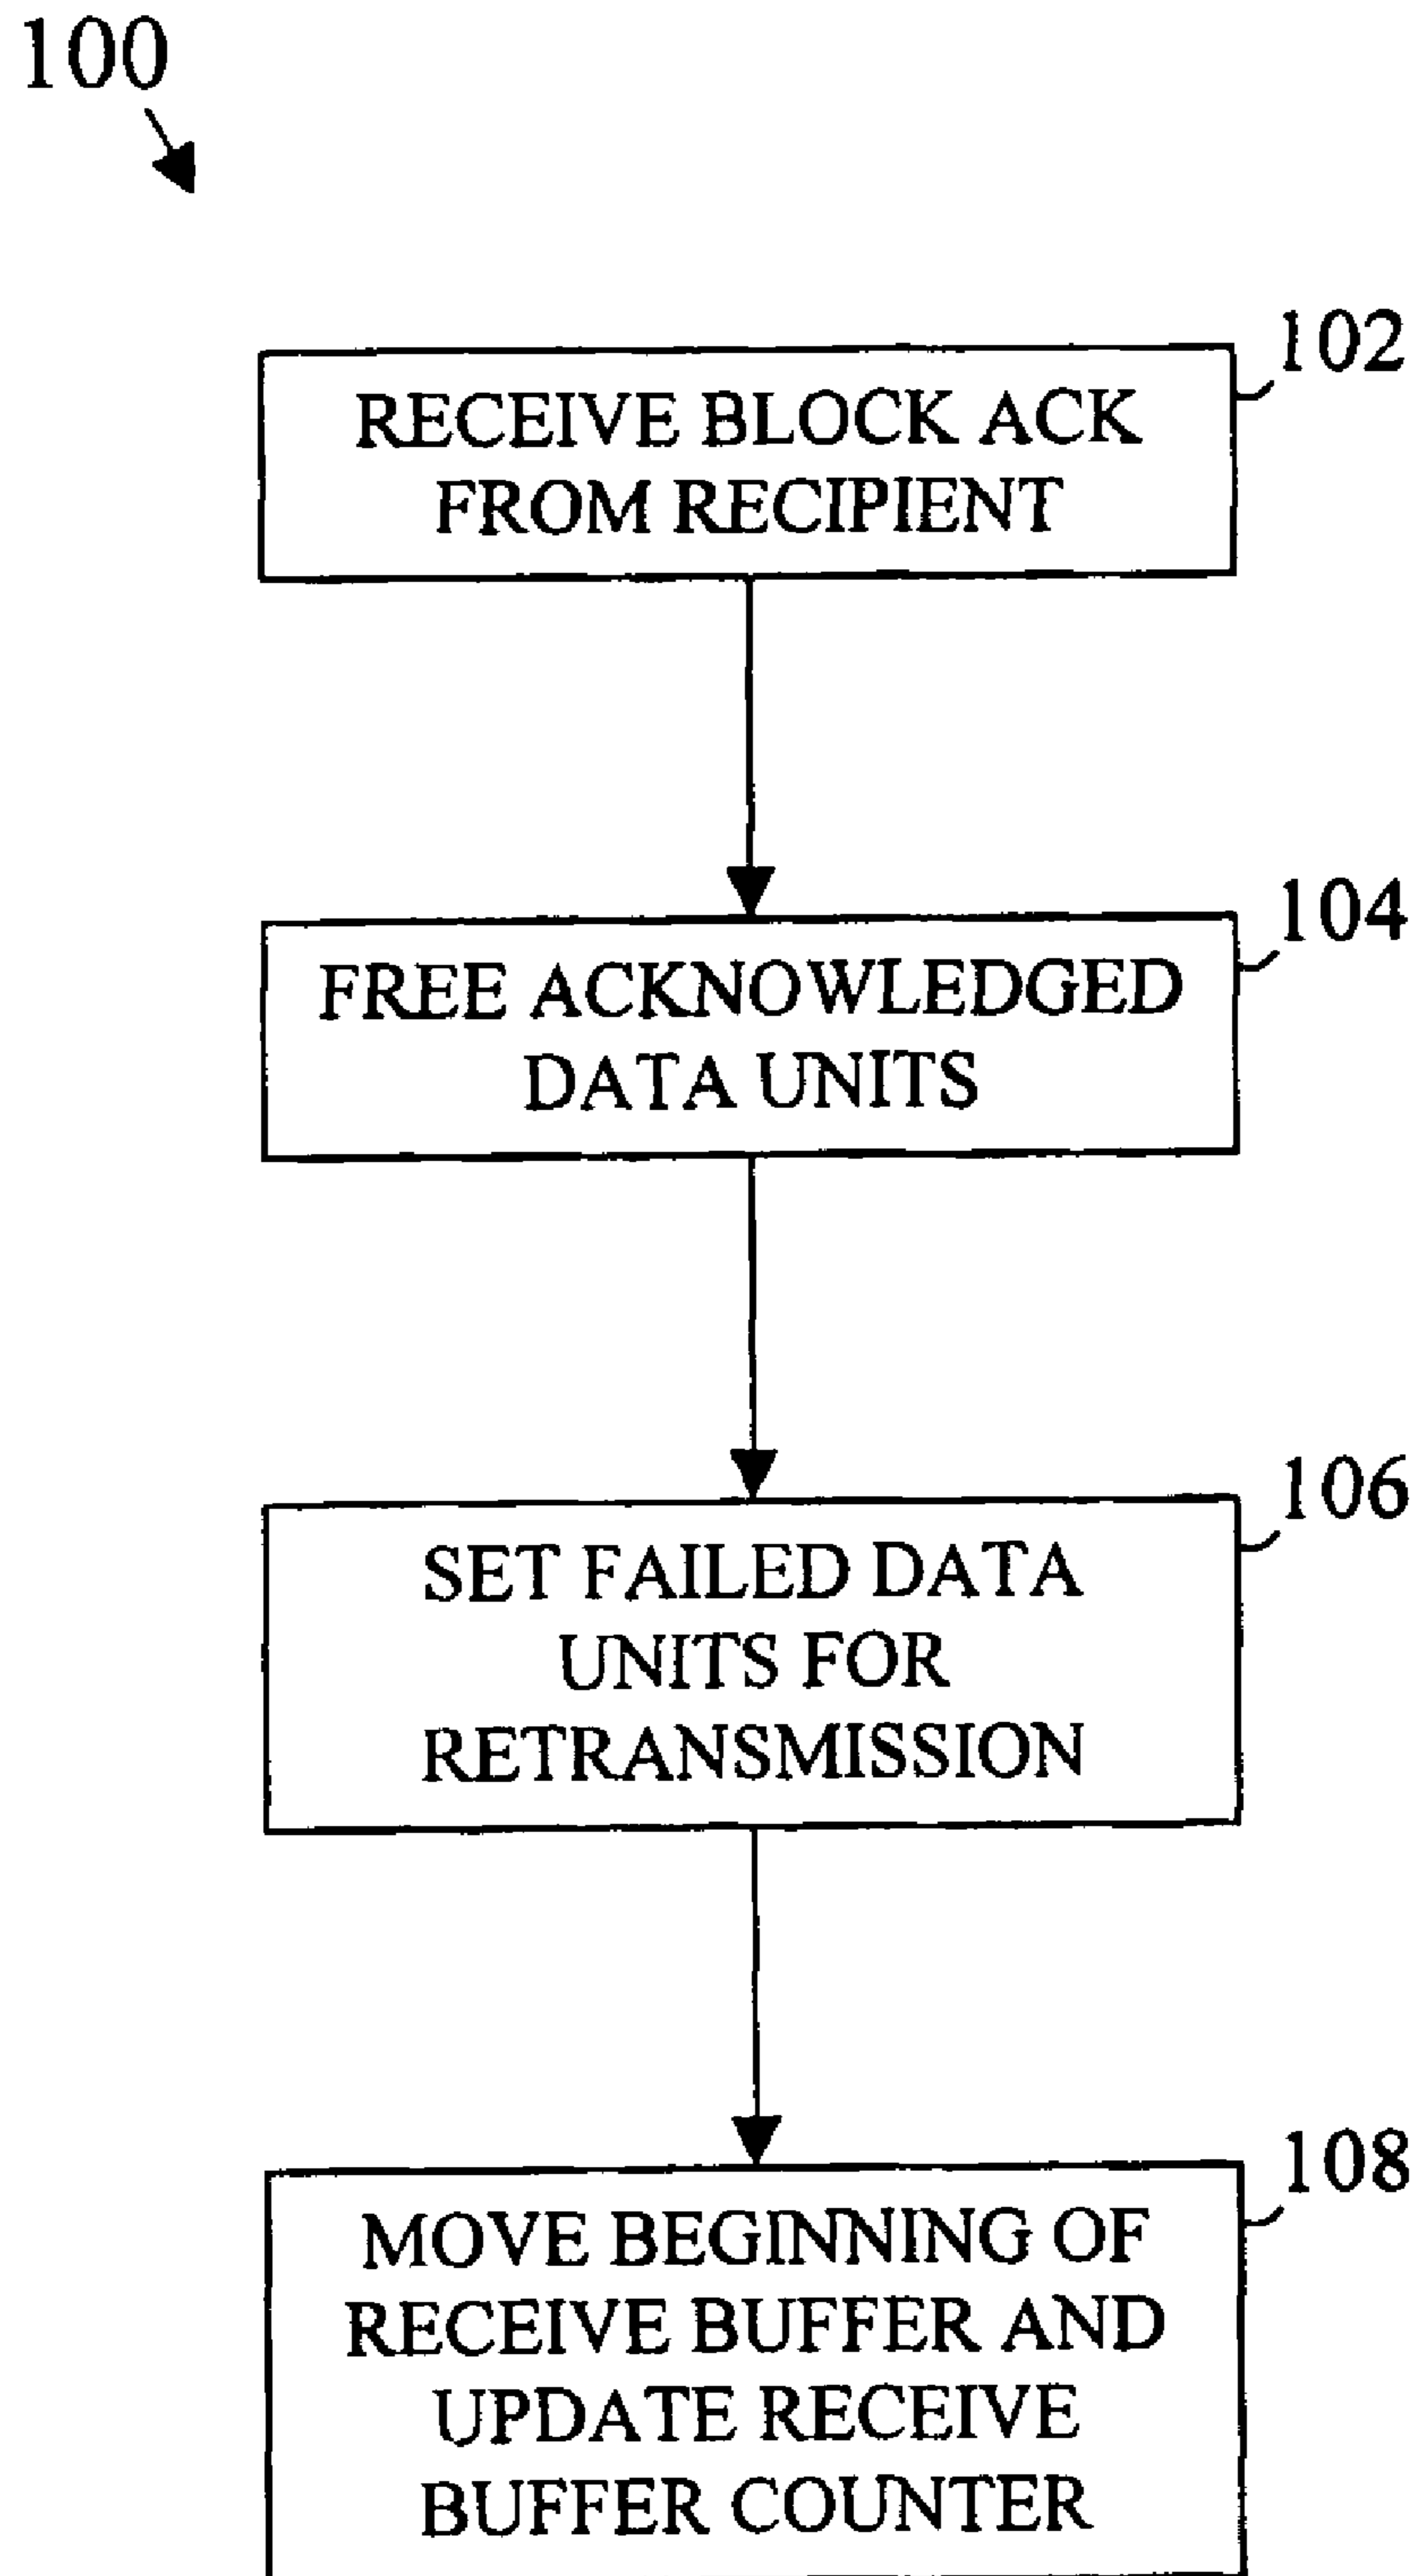 100
102
RECEIVE BLOCK ACK
FROM RECIPIENT
104
FREE ACKNOWLEDGED
DATA UNITS
106
SET FAILED DATA
UNITS FOR
RETRANSMISSION
108
MOVE BEGINNING OF
RECEIVE BUFFER AND
UPDATE RECEIVE
BUFFER COUNTER